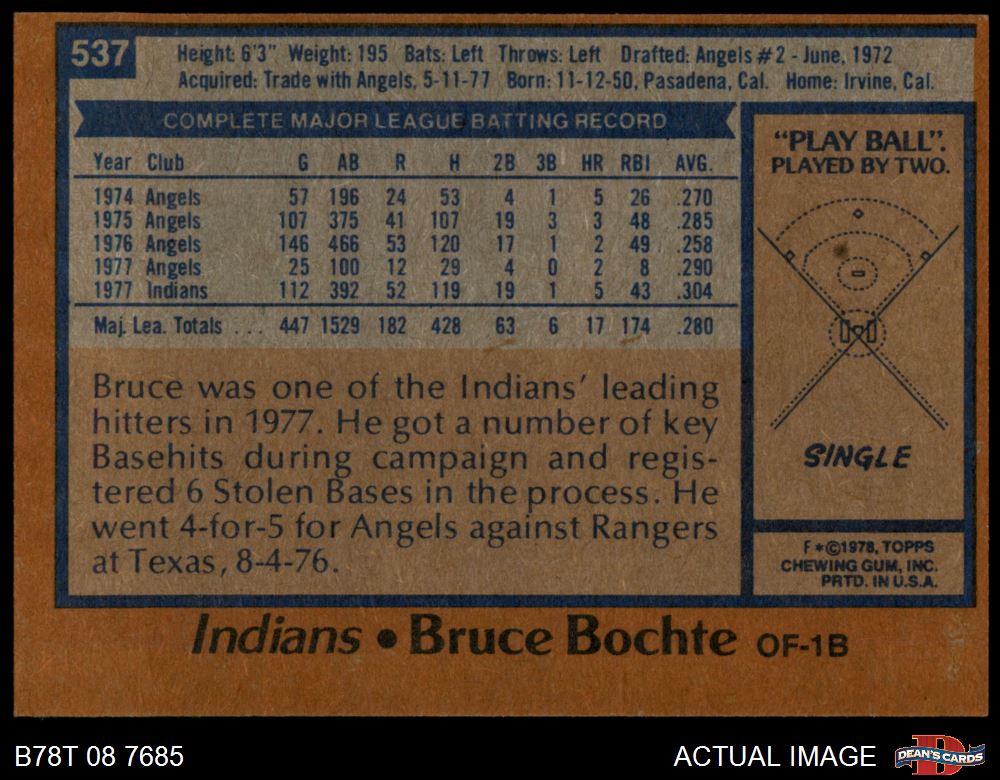 537
Height: 6'3" Weight: 195 Bats: Left Throws: Left Drafted: Angels #2 - June, 1972
Acquired: Trade with Angels, 5-11-77 Born: 11-12-50, Pasadena, Cal. Home: Irvine, Cal.
COMPLETE MAJOR LEAGUE BATTING RECORD
Year Club G AB R H 2B 3B HR RBI AVG.
1974 Angels 57 196 24 53 4 1 5 26 .270
1975 Angels 107 375 41 107 19 3 3 48 .285
1976 Angels 146 466 53 120 17 1 2 49 .258
1977 Angels 25 100 12 29 4 0 2 8 .290
1977 Indians 112 392 52 119 19 1 5 43 .304
Maj. Lea. Totals . . . 447 1529 182 428 63 6 17 174 .280
Bruce was one of the Indians' leading
hitters in 1977. He got a number of key
Basehits during campaign and regis-
tered 6 Stolen Bases in the process. He
went 4-for-5 for Angels against Rangers
at Texas, 8-4-76.
"PLAY BALL".
PLAYED BY TWO.
SINGLE
F*©1978, TOPPS
CHEWING GUM, INC.
PRTD. IN U.S.A.
Indians • Bruce Bochte OF-1B
B78T 08 7685
ACTUAL IMAGE
DEAN'S CARDS